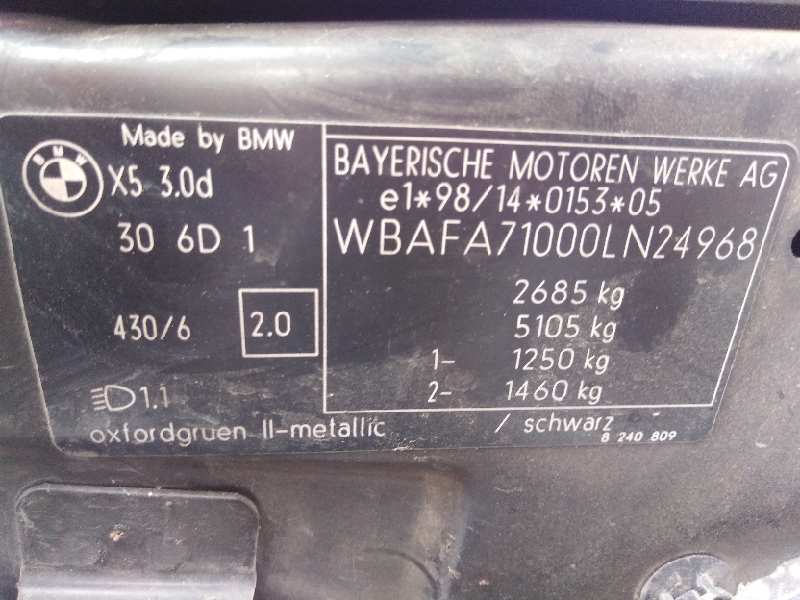 BMW
Made by BMW
X5 3.0d
30 6D 1
430/6 2.0
1.1
BAYERISCHE MOTOREN WERKE AG
e1*98/14*0153*05
WBAFA71000LN24968
2685 kg
5105 kg
1- 1250 kg
2- 1460 kg
oxfordgruen II-metallic / schwarz
8 240 809